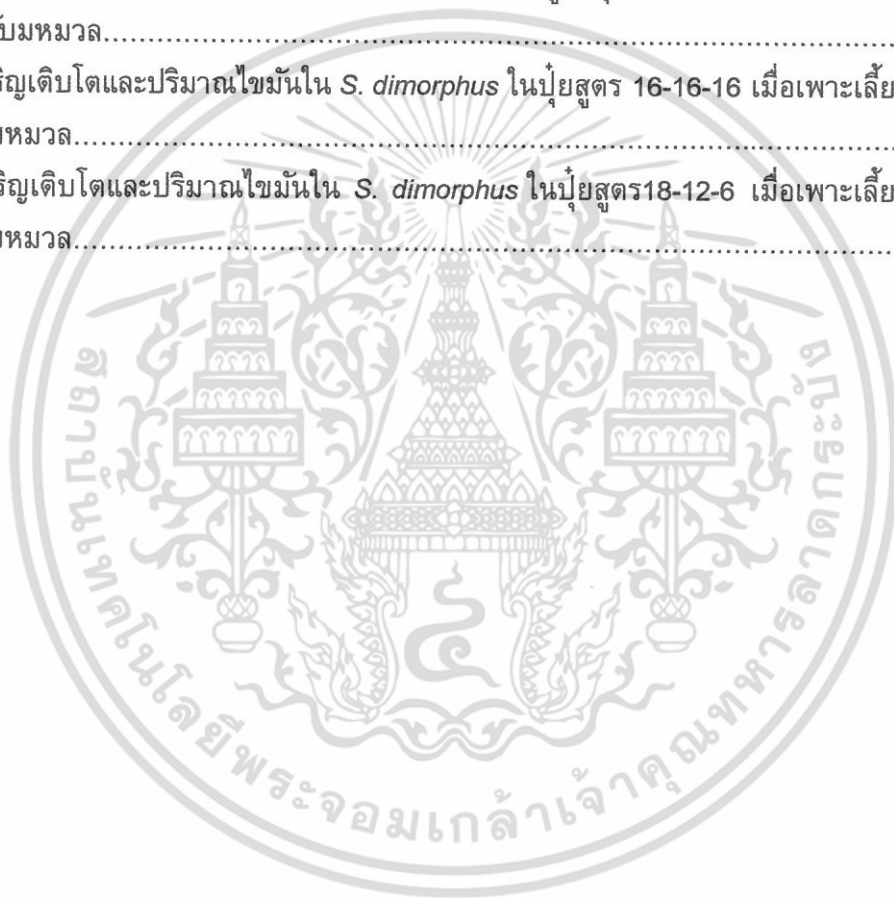 ับมหมวล
ริญเติบโตและปริมาณไขมันใน S. dimorphus ในปุ๋ยสูตร 16-16-16 เมื่อเพาะเลี้ย
มหมวล
ริญเติบโตและปริมาณไขมันใน S. dimorphus ในปุ๋ยสูตร18-12-6 เมื่อเพาะเลี้ย
มหมวล
สถาบันเทคโนโลยีพระจอมเกล้าเจ้าคุณทหารลาดกระบัง